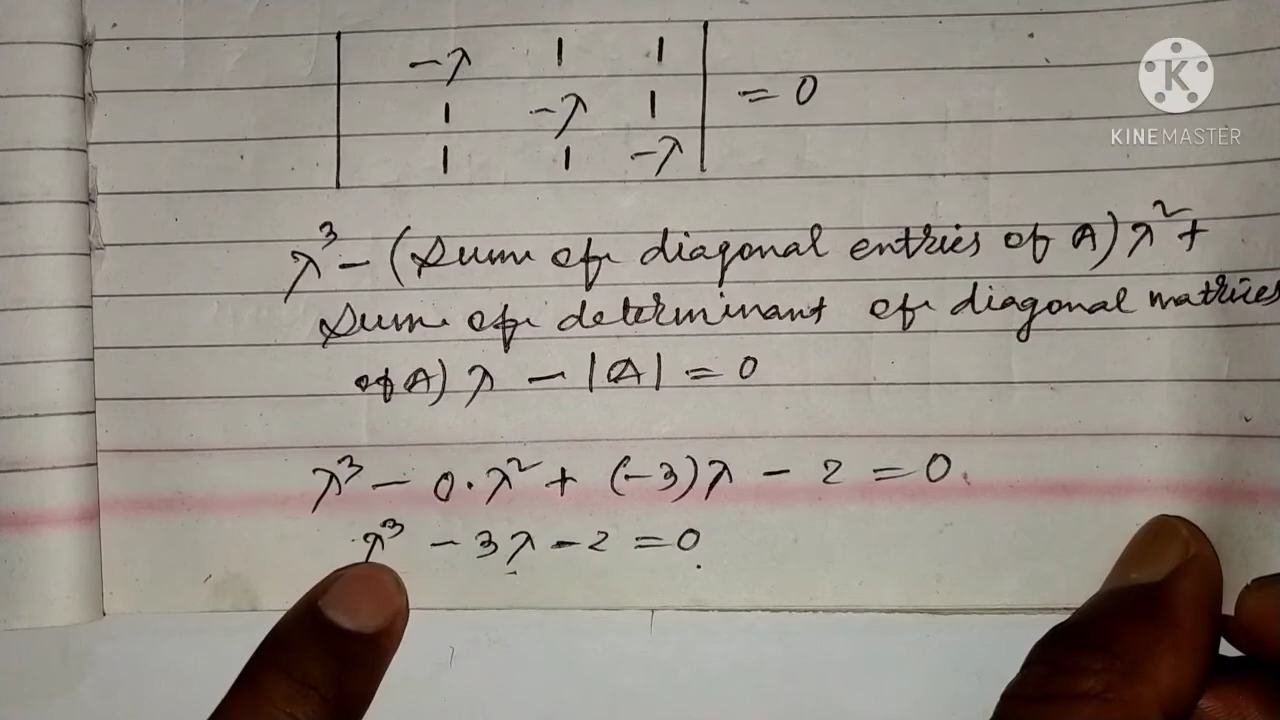 | -λ 1 1 |
| 1 -λ 1 | = 0
| 1 1 -λ |
KINEMASTER
λ³ - (Sum of diagonal entries of A) λ² +
Sum of determinant of diagonal matrices
of A) λ - |A| = 0
λ³ - 0·λ² + (-3)λ - 2 = 0
λ³ - 3λ - 2 = 0